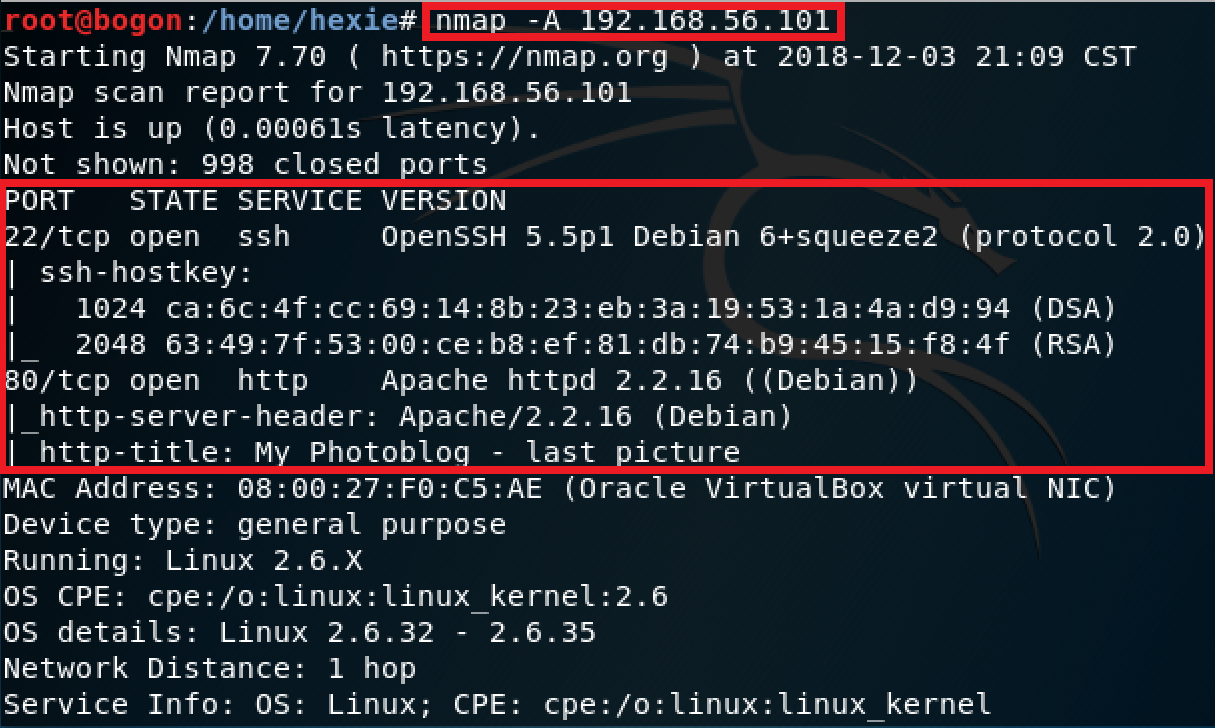 root@bogon:/home/hexie# nmap -A 192.168.56.101
Starting Nmap 7.70 ( https://nmap.org ) at 2018-12-03 21:09 CST
Nmap scan report for 192.168.56.101
Host is up (0.00061s latency).
Not shown: 998 closed ports
PORT   STATE SERVICE VERSION
22/tcp open  ssh     OpenSSH 5.5p1 Debian 6+squeeze2 (protocol 2.0)
| ssh-hostkey:
|   1024 ca:6c:4f:cc:69:14:8b:23:eb:3a:19:53:1a:4a:d9:94 (DSA)
|_  2048 63:49:7f:53:00:ce:b8:ef:81:db:74:b9:45:15:f8:4f (RSA)
80/tcp open  http    Apache httpd 2.2.16 ((Debian))
|_http-server-header: Apache/2.2.16 (Debian)
|_http-title: My Photoblog - last picture
MAC Address: 08:00:27:F0:C5:AE (Oracle VirtualBox virtual NIC)
Device type: general purpose
Running: Linux 2.6.X
OS CPE: cpe:/o:linux:linux_kernel:2.6
OS details: Linux 2.6.32 - 2.6.35
Network Distance: 1 hop
Service Info: OS: Linux; CPE: cpe:/o:linux:linux_kernel